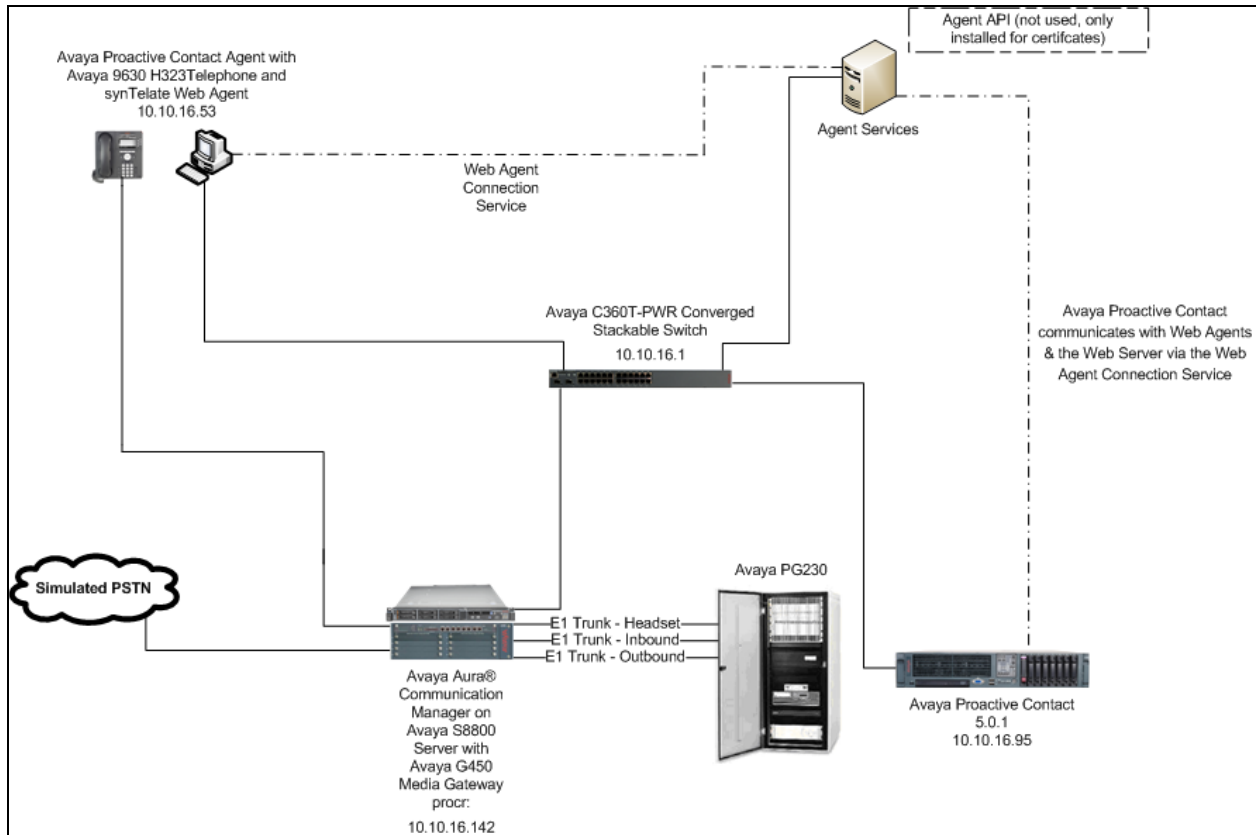 Agent API (not used, only
installed for certifcates)
Avaya Proactive Contact Agent with
Avaya 9630 H323Telephone and
synTelate Web Agent
10.10.16.53
Agent Services
Web Agent
Connection
Service
Avaya C360T-PWR Converged
Stackable Switch
10.10.16.1
Avaya Proactive Contact
communicates with Web Agents
& the Web Server via the Web
Agent Connection Service
Simulated PSTN
Avaya PG230
E1 Trunk - Headset
E1 Trunk - Inbound
E1 Trunk - Outbound
Avaya Aura®
Communication
Manager on
Avaya S8800
Server with
Avaya G450
Media Gateway
procr:
10.10.16.142
Avaya Proactive Contact
5.0.1
10.10.16.95